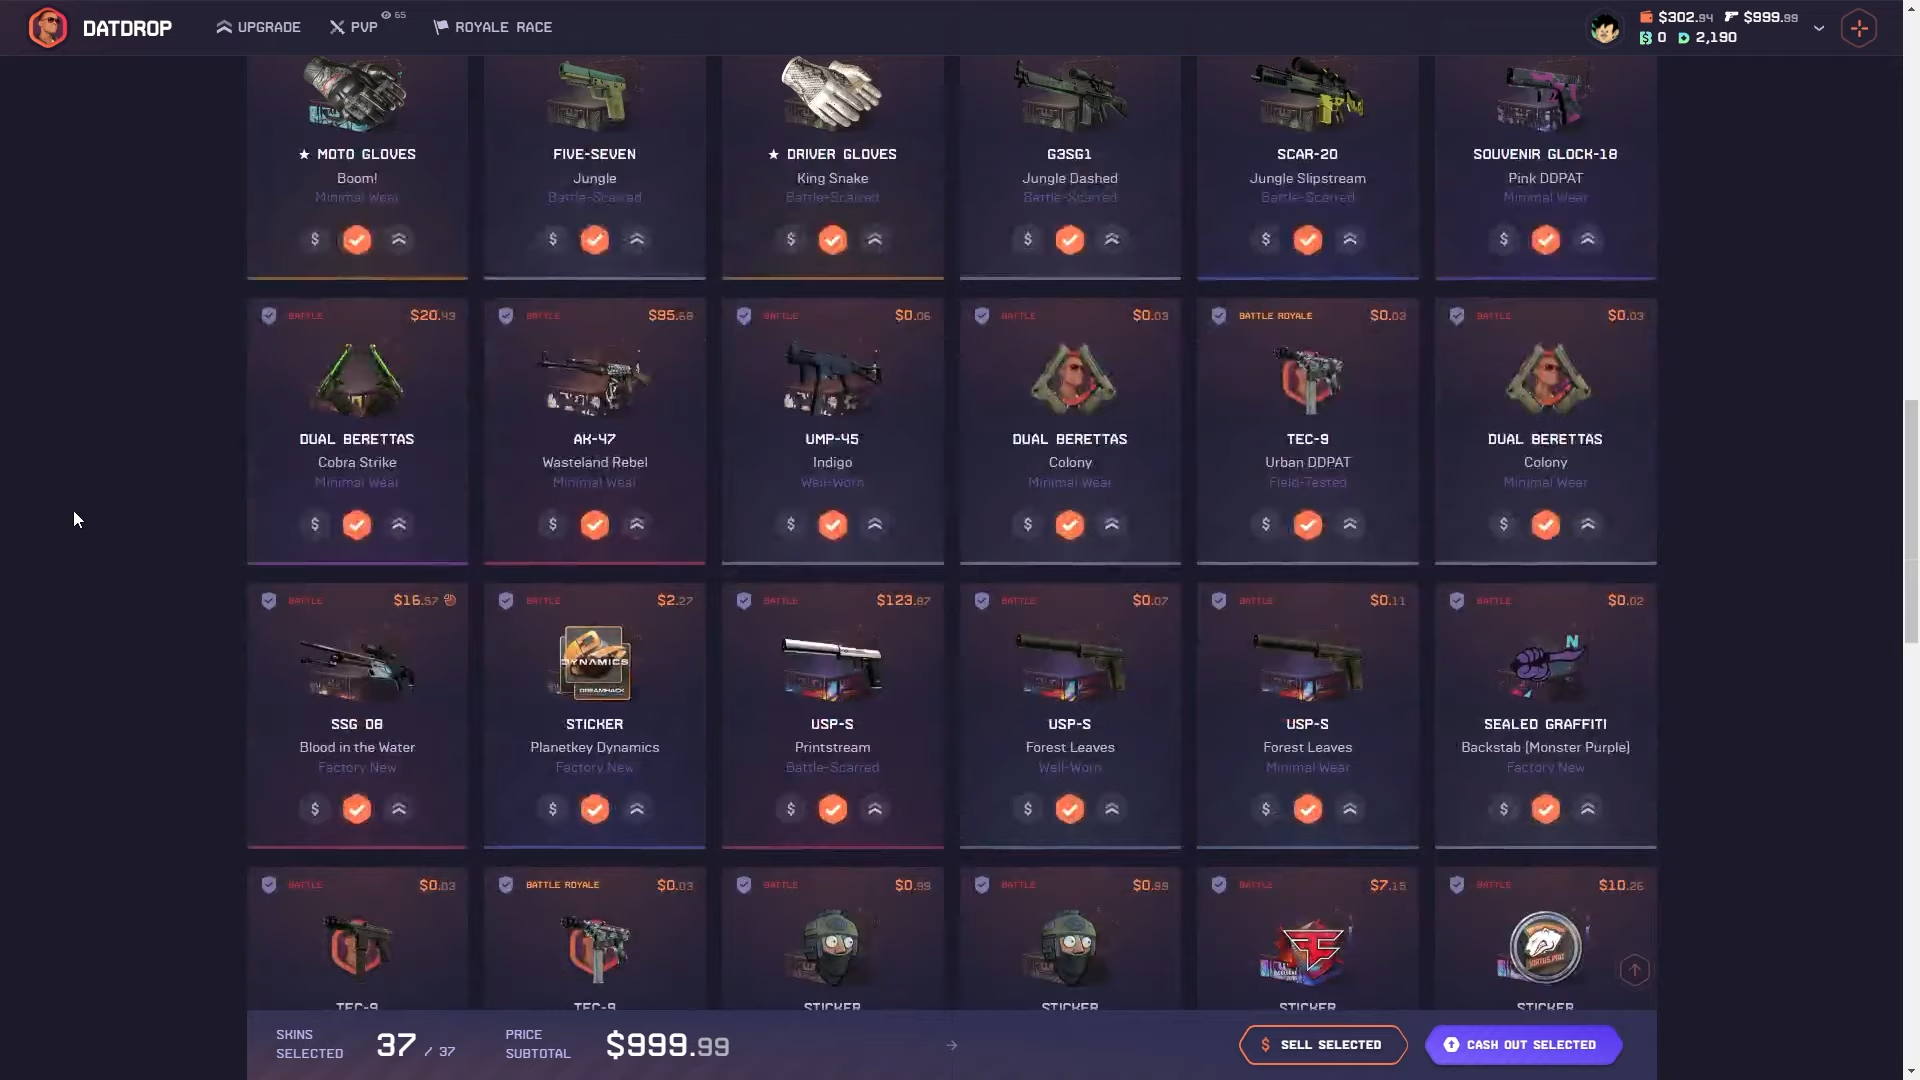 DATDROP
UPGRADE
PVP
65
ROYALE RACE
$302.94 $999.99
0 2,190
★ MOTO GLOVES
Boom!
Minimal Wear
FIVE-SEVEN
Jungle
Battle-Scarred
★ DRIVER GLOVES
King Snake
Battle-Scarred
G3SG1
Jungle Dashed
Battle-Scarred
SCAR-20
Jungle Slipstream
Battle-Scarred
SOUVENIR GLOCK-18
Pink DDPAT
Minimal Wear
BATTLE $20.43
DUAL BERETTAS
Cobra Strike
Minimal Wear
BATTLE $95.68
AK-47
Wasteland Rebel
Minimal Wear
BATTLE $0.06
UMP-45
Indigo
Well-Worn
BATTLE $0.03
DUAL BERETTAS
Colony
Minimal Wear
BATTLE ROYALE $0.03
TEC-9
Urban DDPAT
Field-Tested
BATTLE $0.03
DUAL BERETTAS
Colony
Minimal Wear
BATTLE $16.57
SSG 08
Blood in the Water
Factory New
BATTLE $2.27
DYNAMICS
DREAMHACK
STICKER
Planetkey Dynamics
Factory New
BATTLE $123.87
USP-S
Printstream
Battle-Scarred
BATTLE $0.07
USP-S
Forest Leaves
Well-Worn
BATTLE $0.11
USP-S
Forest Leaves
Minimal Wear
BATTLE $0.02
N
SEALED GRAFFITI
Backstab (Monster Purple)
Factory New
BATTLE $0.03
TEC-9
BATTLE ROYALE $0.03
TEC-9
BATTLE $0.99
STICKER
BATTLE $0.99
STICKER
BATTLE $7.15
STICKER
BATTLE $10.26
VIRTUS.PRO
STICKER
SKINS
SELECTED
37 / 37
PRICE
SUBTOTAL
$999.99
$ SELL SELECTED
CASH OUT SELECTED